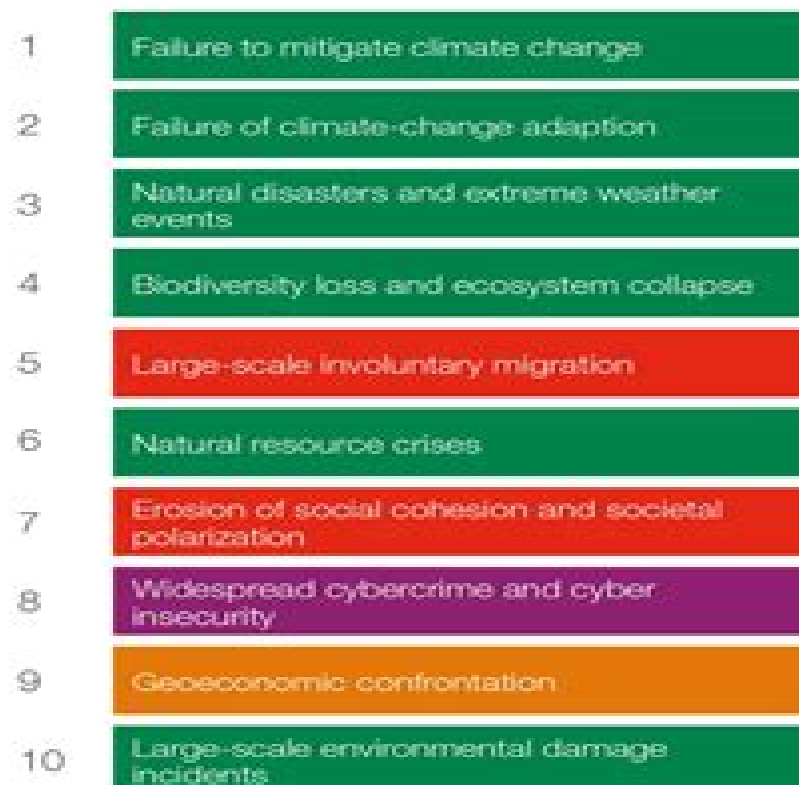 1 Failure to mitigate climate change
2 Failure of climate-change adaption
3 Natural disasters and extreme weather
events
4 Biodiversity loss and ecosystem collapse
5 Large-scale involuntary migration
6 Natural resource crises
7 Erosion of social cohesion and societal
polarization
8 Widespread cybercrime and cyber
insecurity
9 Geoeconomic confrontation
10 Large-scale environmental damage
incidents